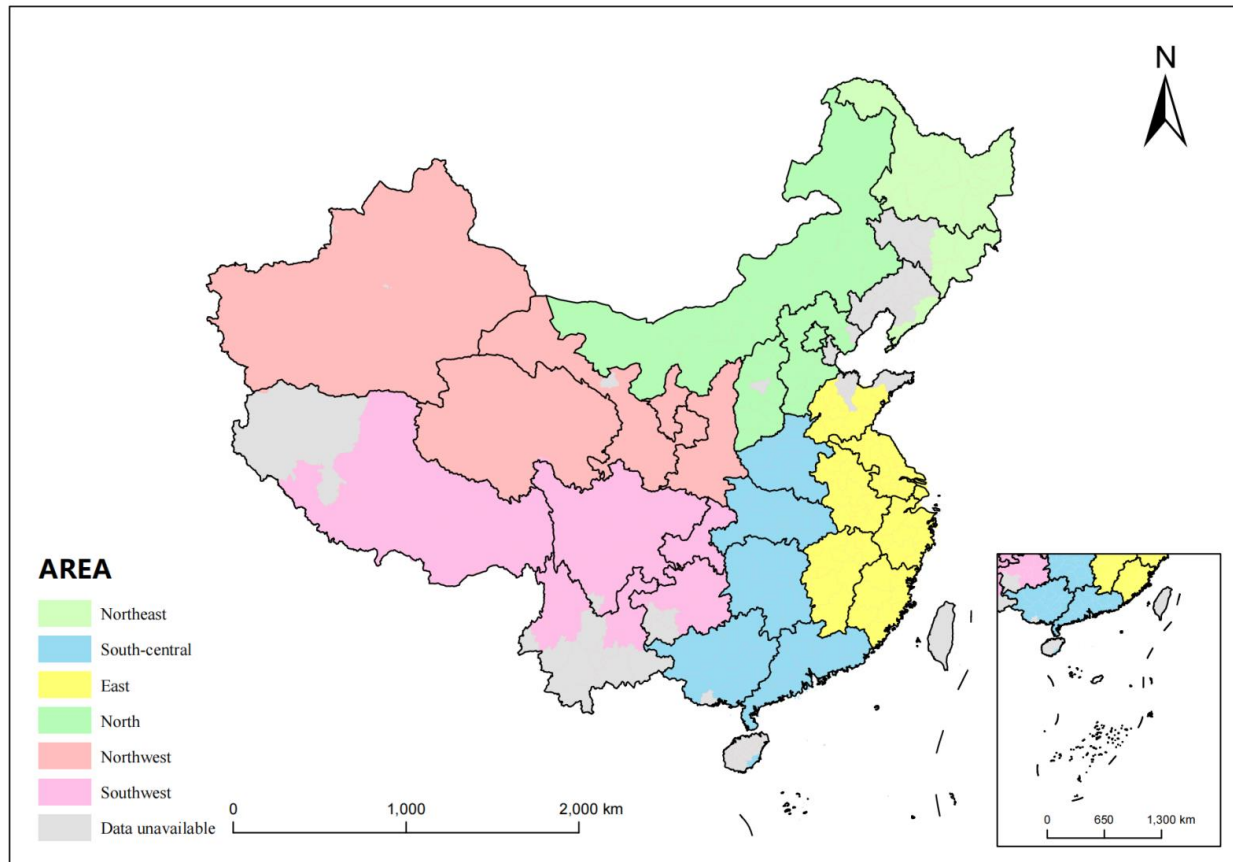 N
AREA
Northeast
South-central
East
North
Northwest
Southwest
Data unavailable
0 1,000 2,000 km
0 650 1,300 km